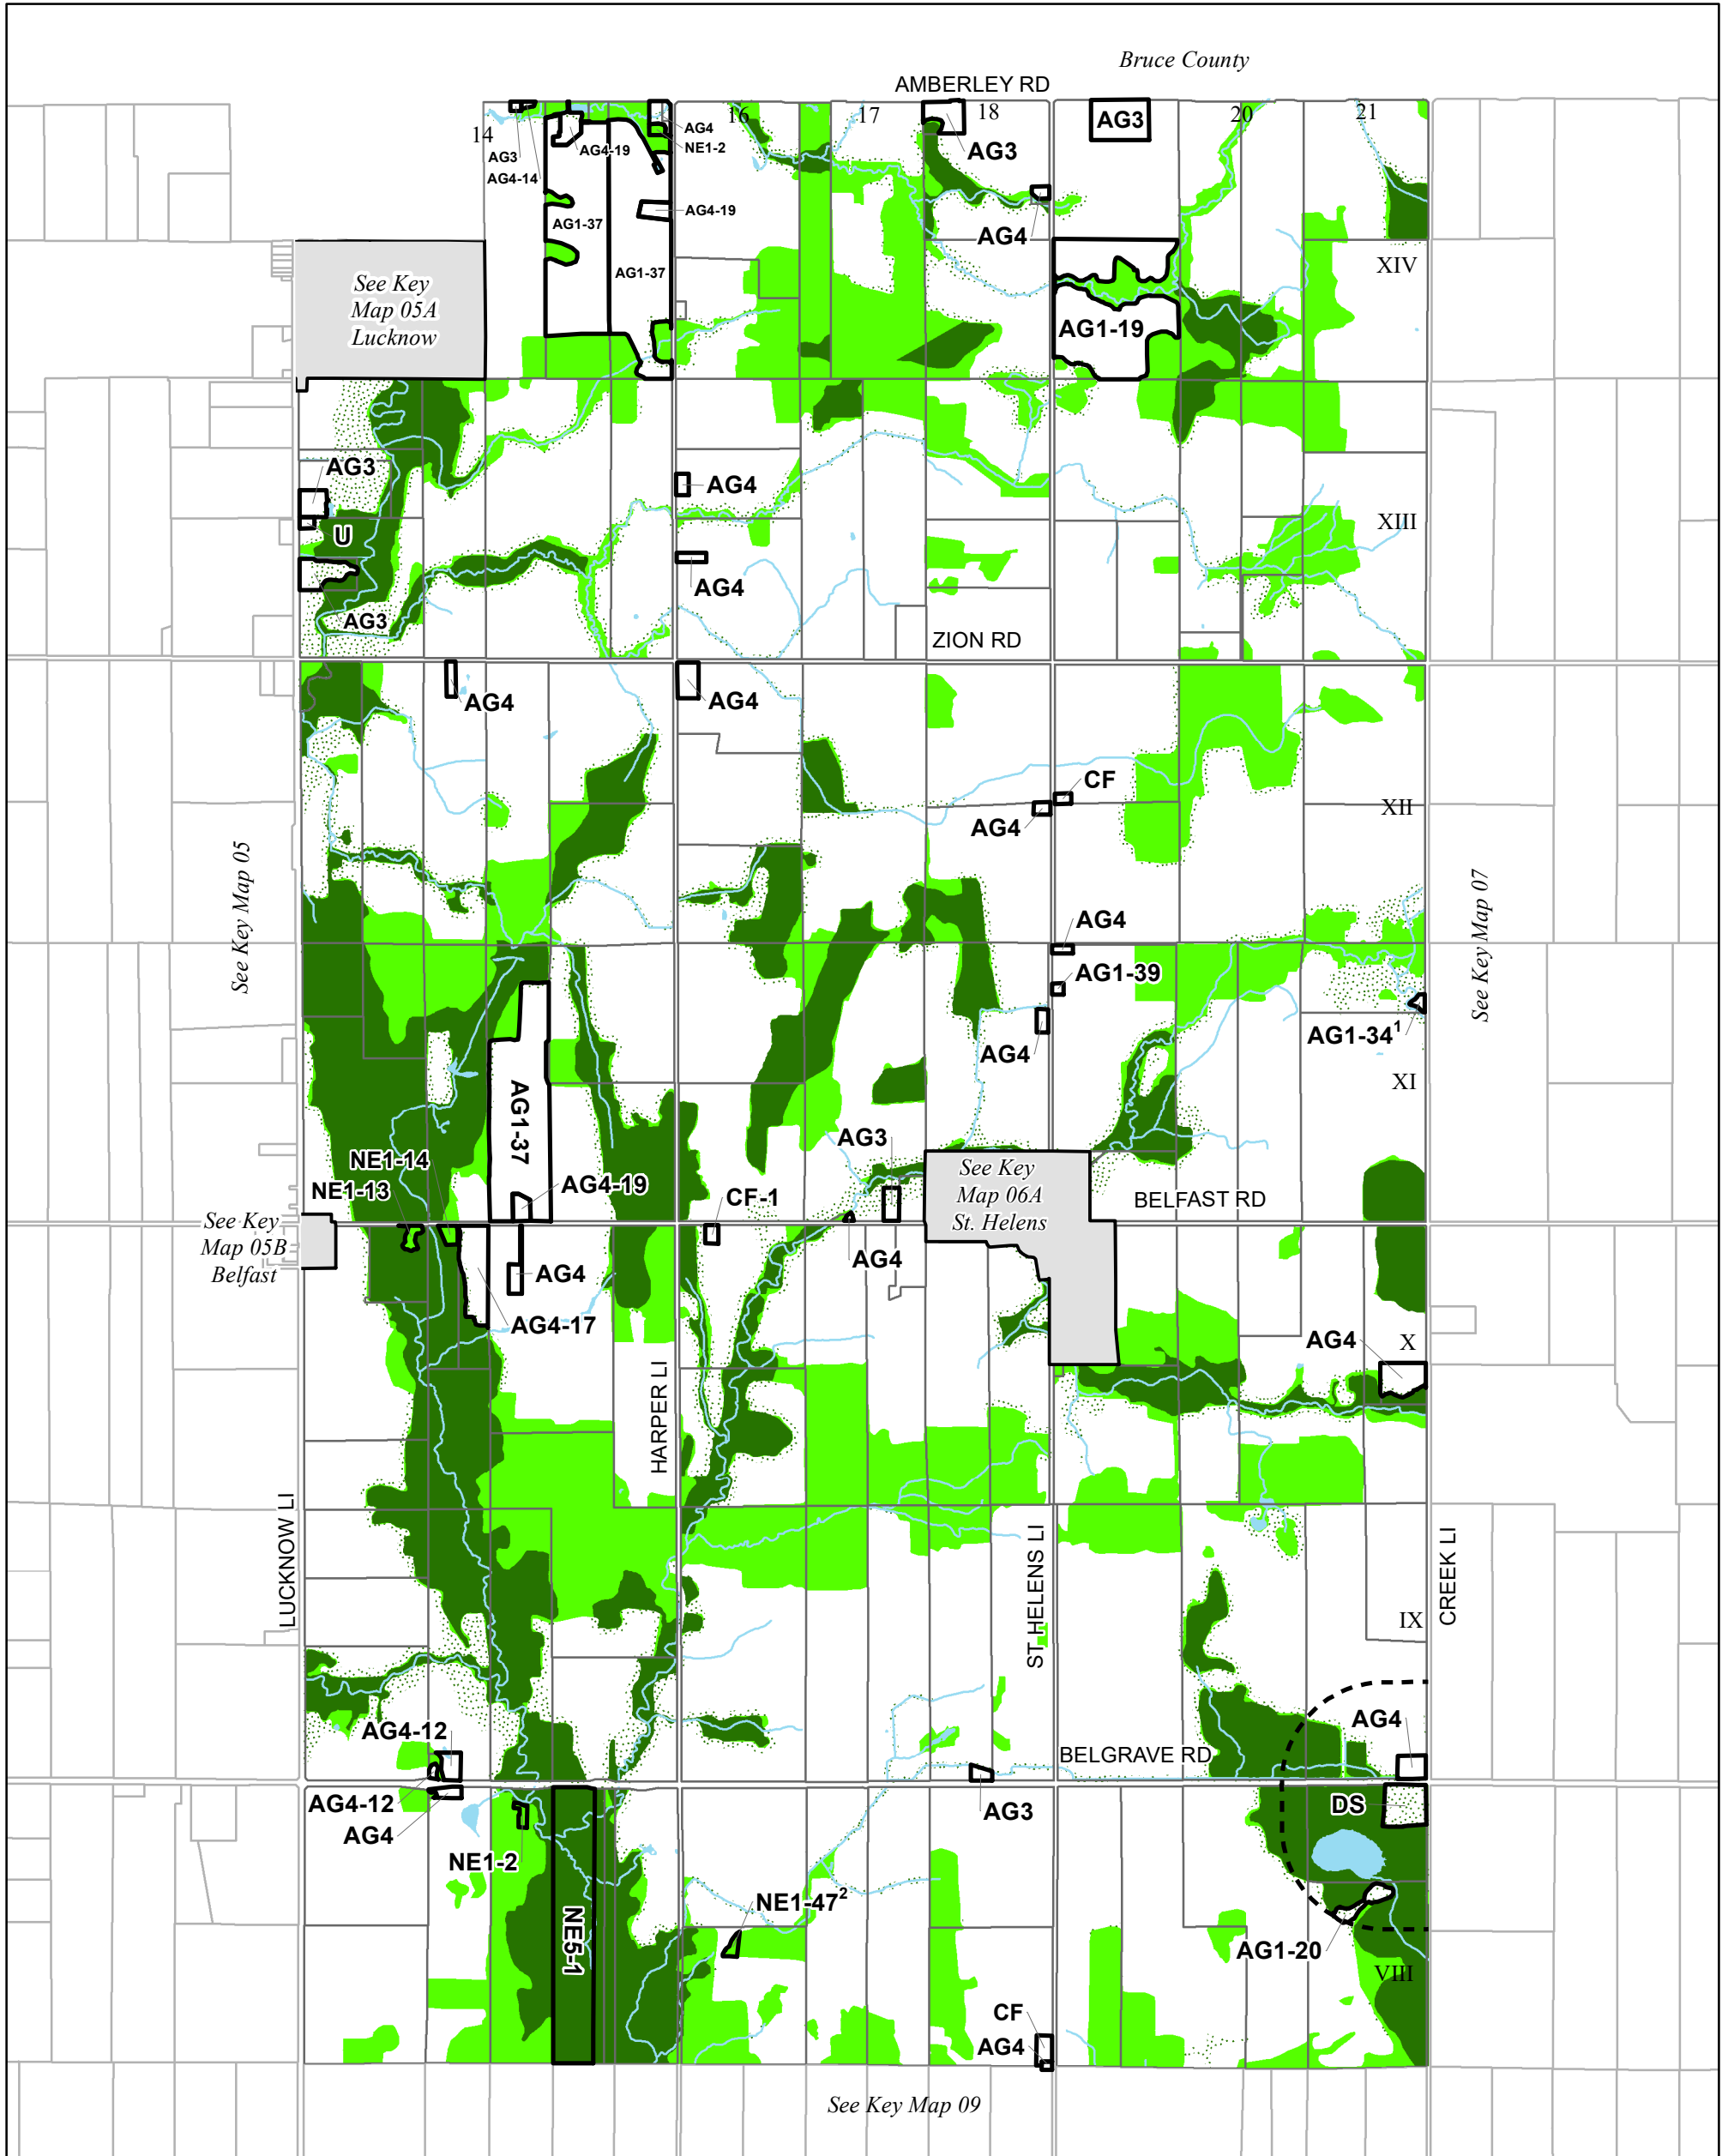 Bruce County
AMBERLEY RD
14
16
17
18
20
21
AG3
AG4-14
AG4-19
AG4
NE1-2
AG4-19
AG1-37
AG1-37
AG3
AG3
AG4
XIV
AG1-19
See Key
Map 05A
Lucknow
AG3
U
AG3
AG4
AG4
XIII
ZION RD
AG4
AG4
CF
AG4
XII
See Key Map 05
See Key Map 07
AG4
AG1-39
AG4
AG1-34¹
XI
AG1-37
AG3
NE1-14
NE1-13
AG4-19
CF-1
See Key
Map 06A
St. Helens
BELFAST RD
See Key
Map 05B
Belfast
AG4
AG4
AG4-17
AG4
X
HARPER LI
LUCKNOW LI
ST HELENS LI
CREEK LI
IX
AG4-12
AG4
BELGRAVE RD
AG4-12
AG4
AG3
DS
NE1-2
NE1-47²
NE5-1
AG1-20
VIII
CF
AG4
See Key Map 09